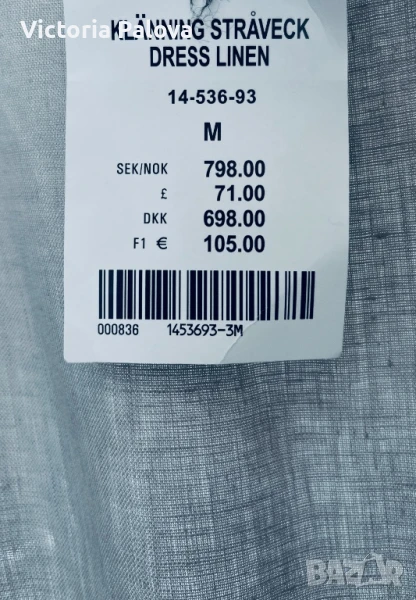 Victoria Palova
KLÄNNING STRÅVECK
DRESS LINEN
14-536-93
M
SEK/NOK 798.00
£ 71.00
DKK 698.00
F1 € 105.00
000836 1453693-3M
BAZAR